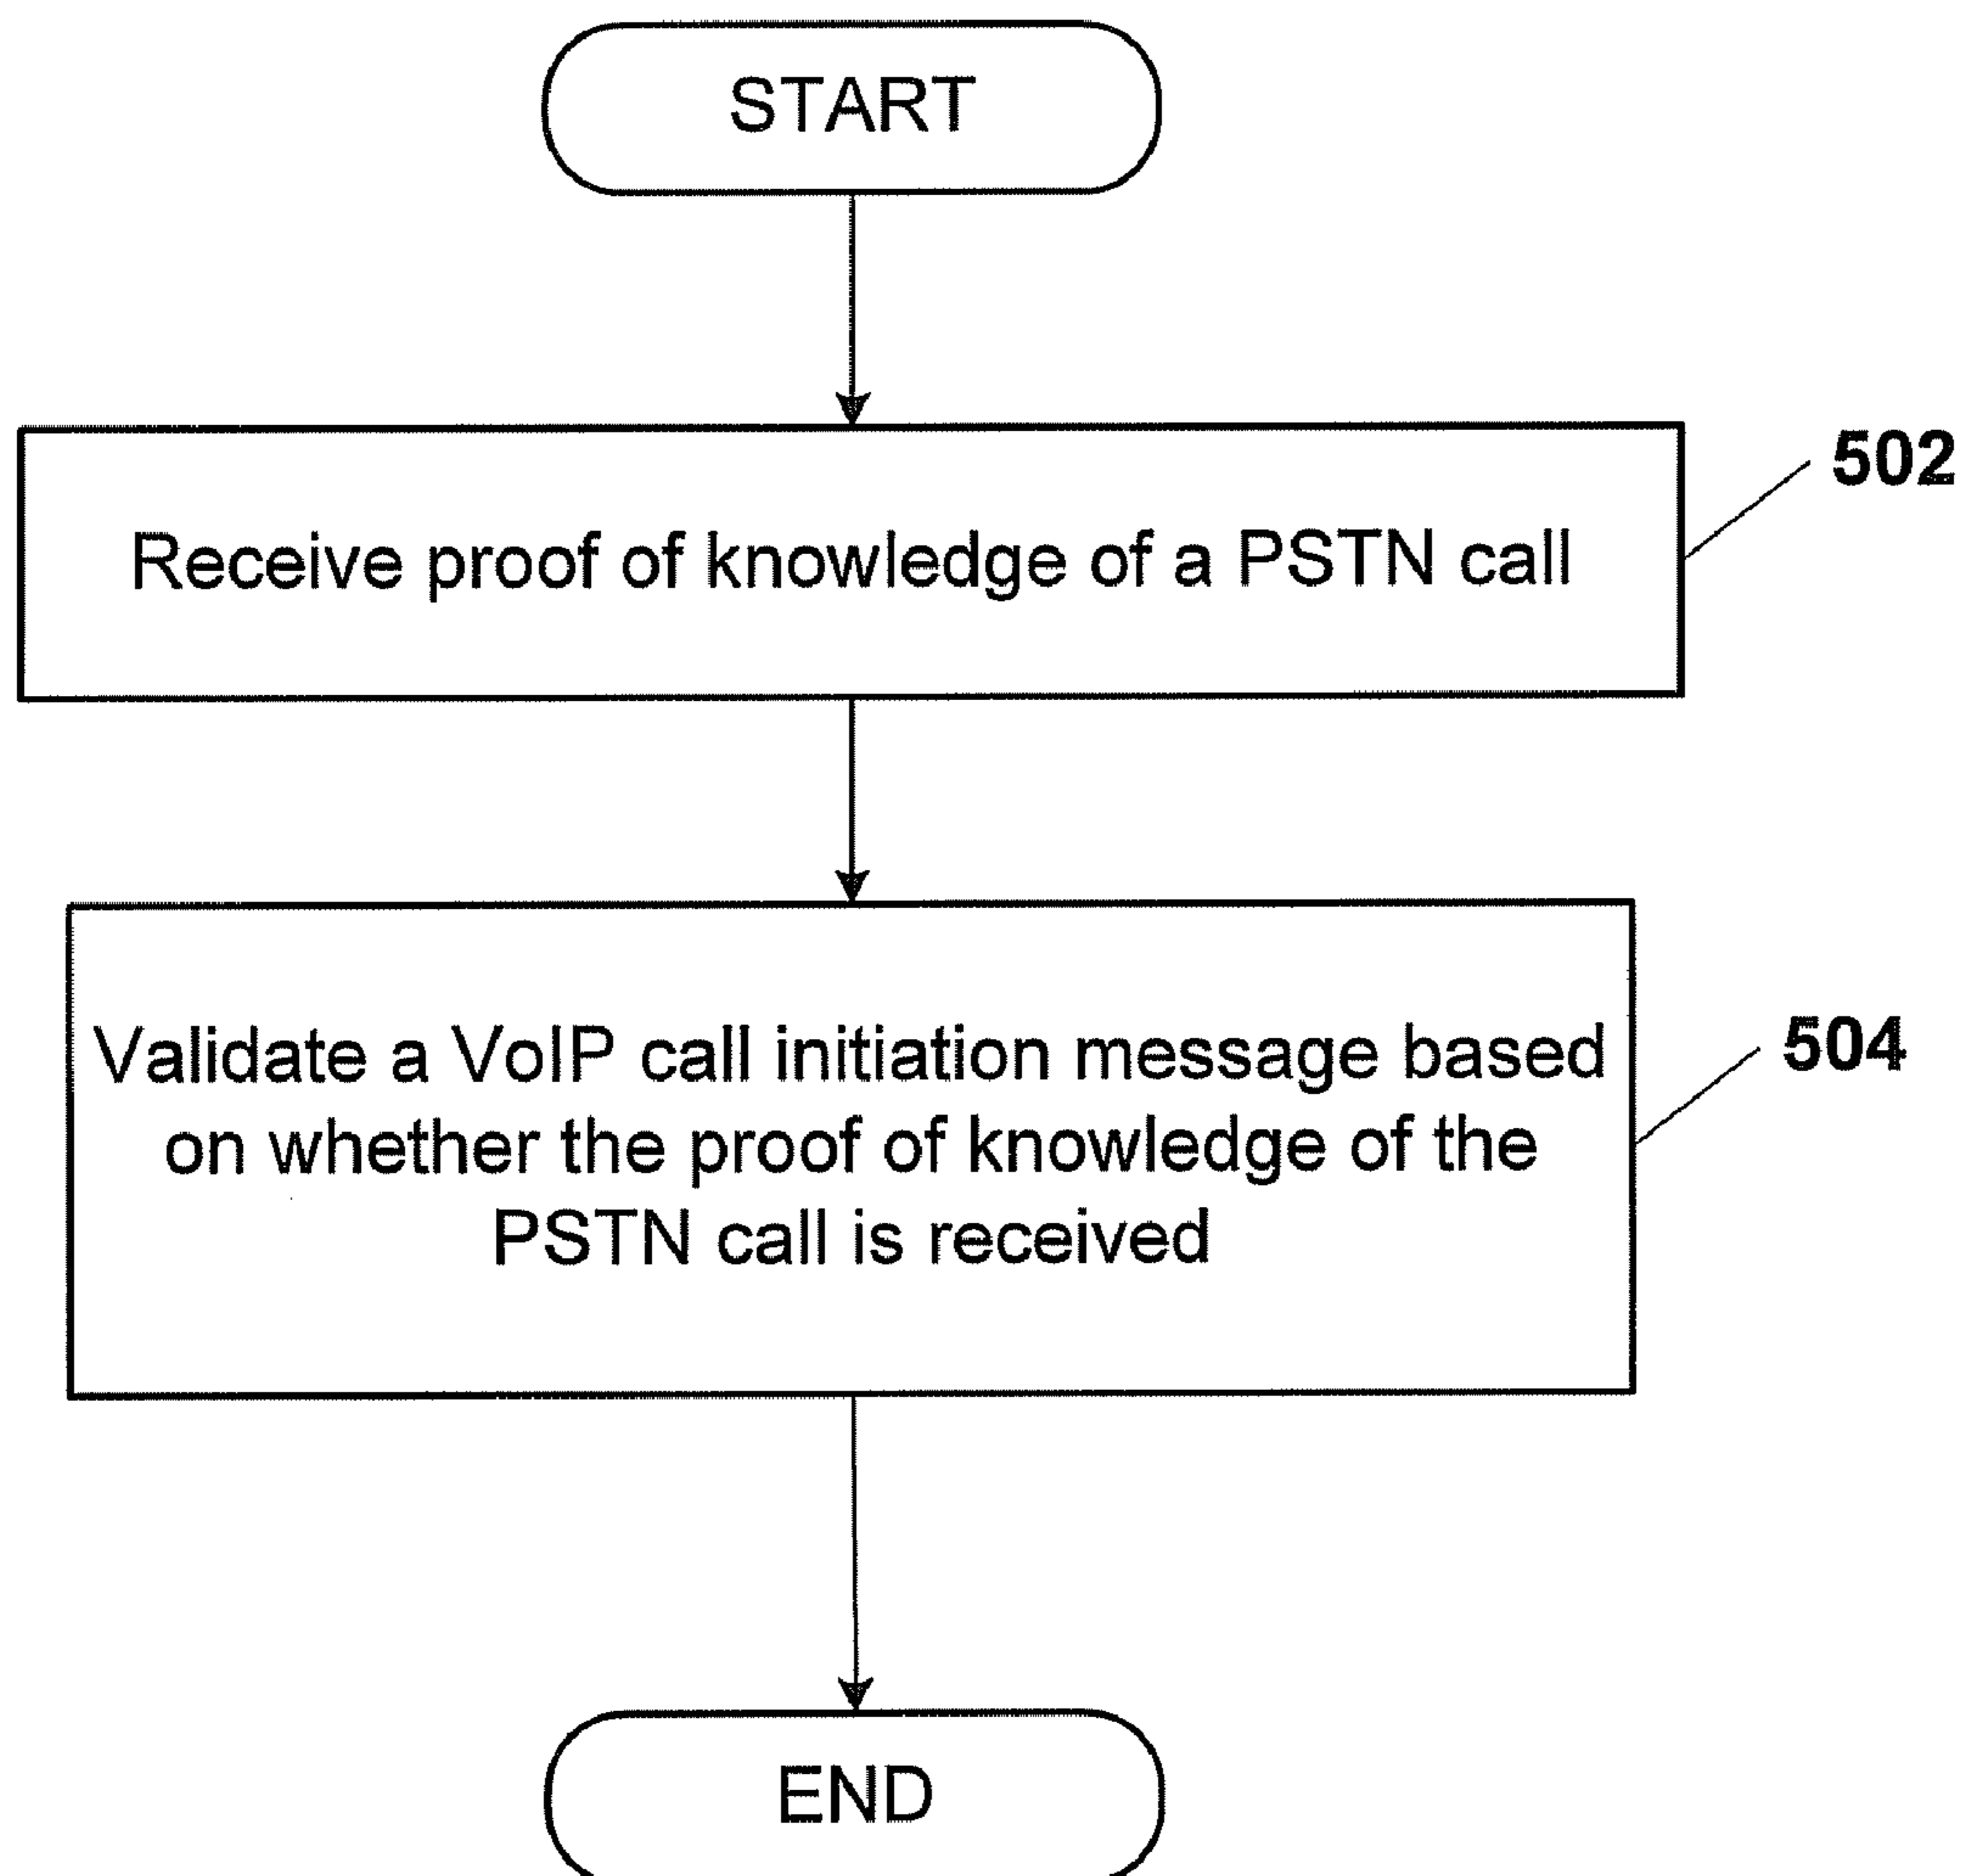 START
502
Receive proof of knowledge of a PSTN call
504
Validate a VoIP call initiation message based
on whether the proof of knowledge of the
PSTN call is received
END